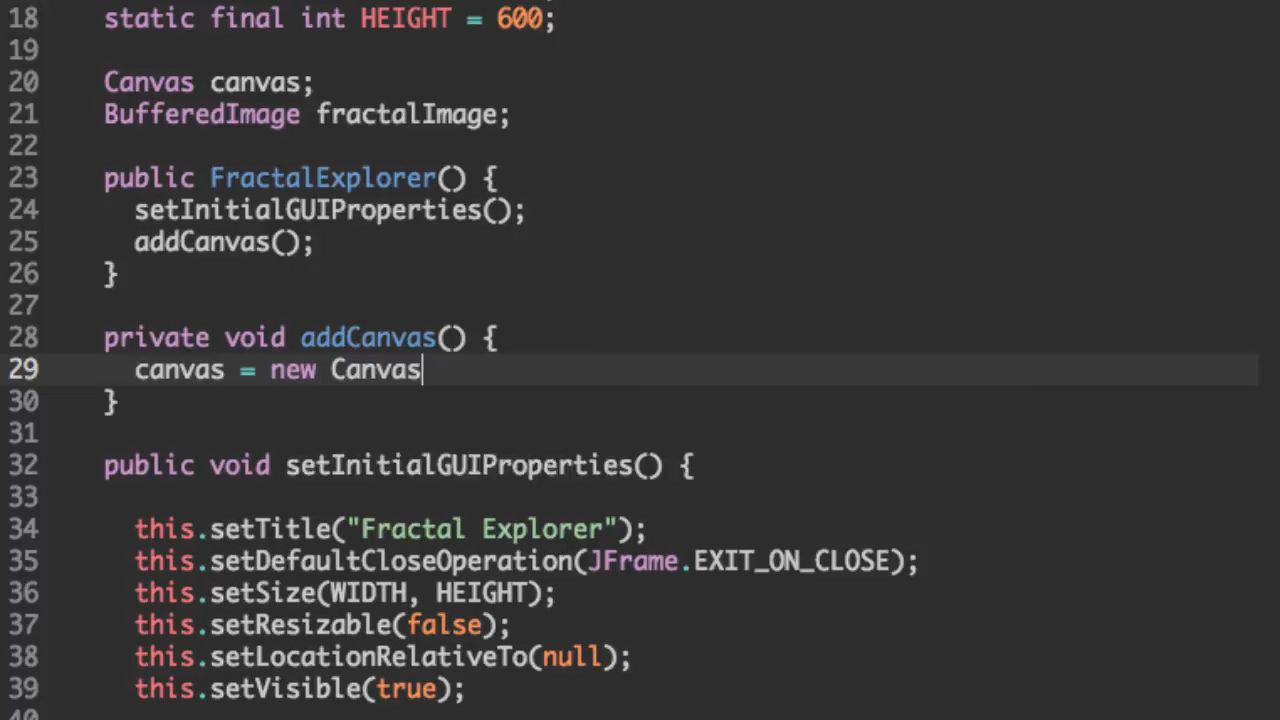 18 static final int HEIGHT = 600;
19
20 Canvas canvas;
21 BufferedImage fractalImage;
22
23 public FractalExplorer() {
24 setInitialGUIProperties();
25 addCanvas();
26 }
27
28 private void addCanvas() {
29 canvas = new Canvas
30 }
31
32 public void setInitialGUIProperties() {
33
34 this.setTitle("Fractal Explorer");
35 this.setDefaultCloseOperation(JFrame.EXIT_ON_CLOSE);
36 this.setSize(WIDTH, HEIGHT);
37 this.setResizable(false);
38 this.setLocationRelativeTo(null);
39 this.setVisible(true);
40